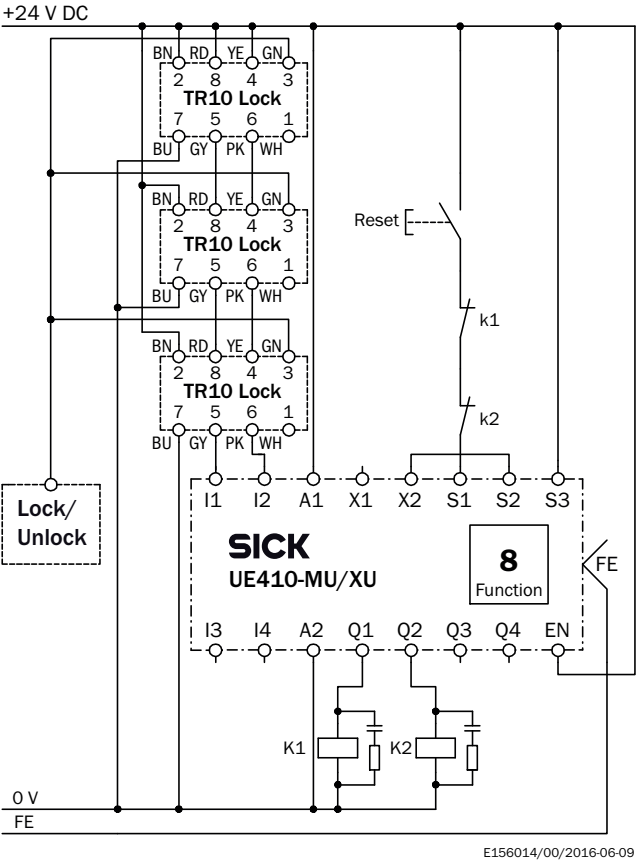 +24 V DC
BN RD YE GN
2 8 4 3
TR10 Lock
7 5 6 1
BU GY PK WH
BN RD YE GN
2 8 4 3
TR10 Lock
7 5 6 1
BU GY PK WH
BN RD YE GN
2 8 4 3
TR10 Lock
7 5 6 1
BU GY PK WH
Reset
k1
k2
Lock/
Unlock
I1 I2 A1 X1 X2 S1 S2 S3
SICK
UE410-MU/XU
8
Function
FE
I3 I4 A2 Q1 Q2 Q3 Q4 EN
K1 K2
0 V
FE
E156014/00/2016-06-09